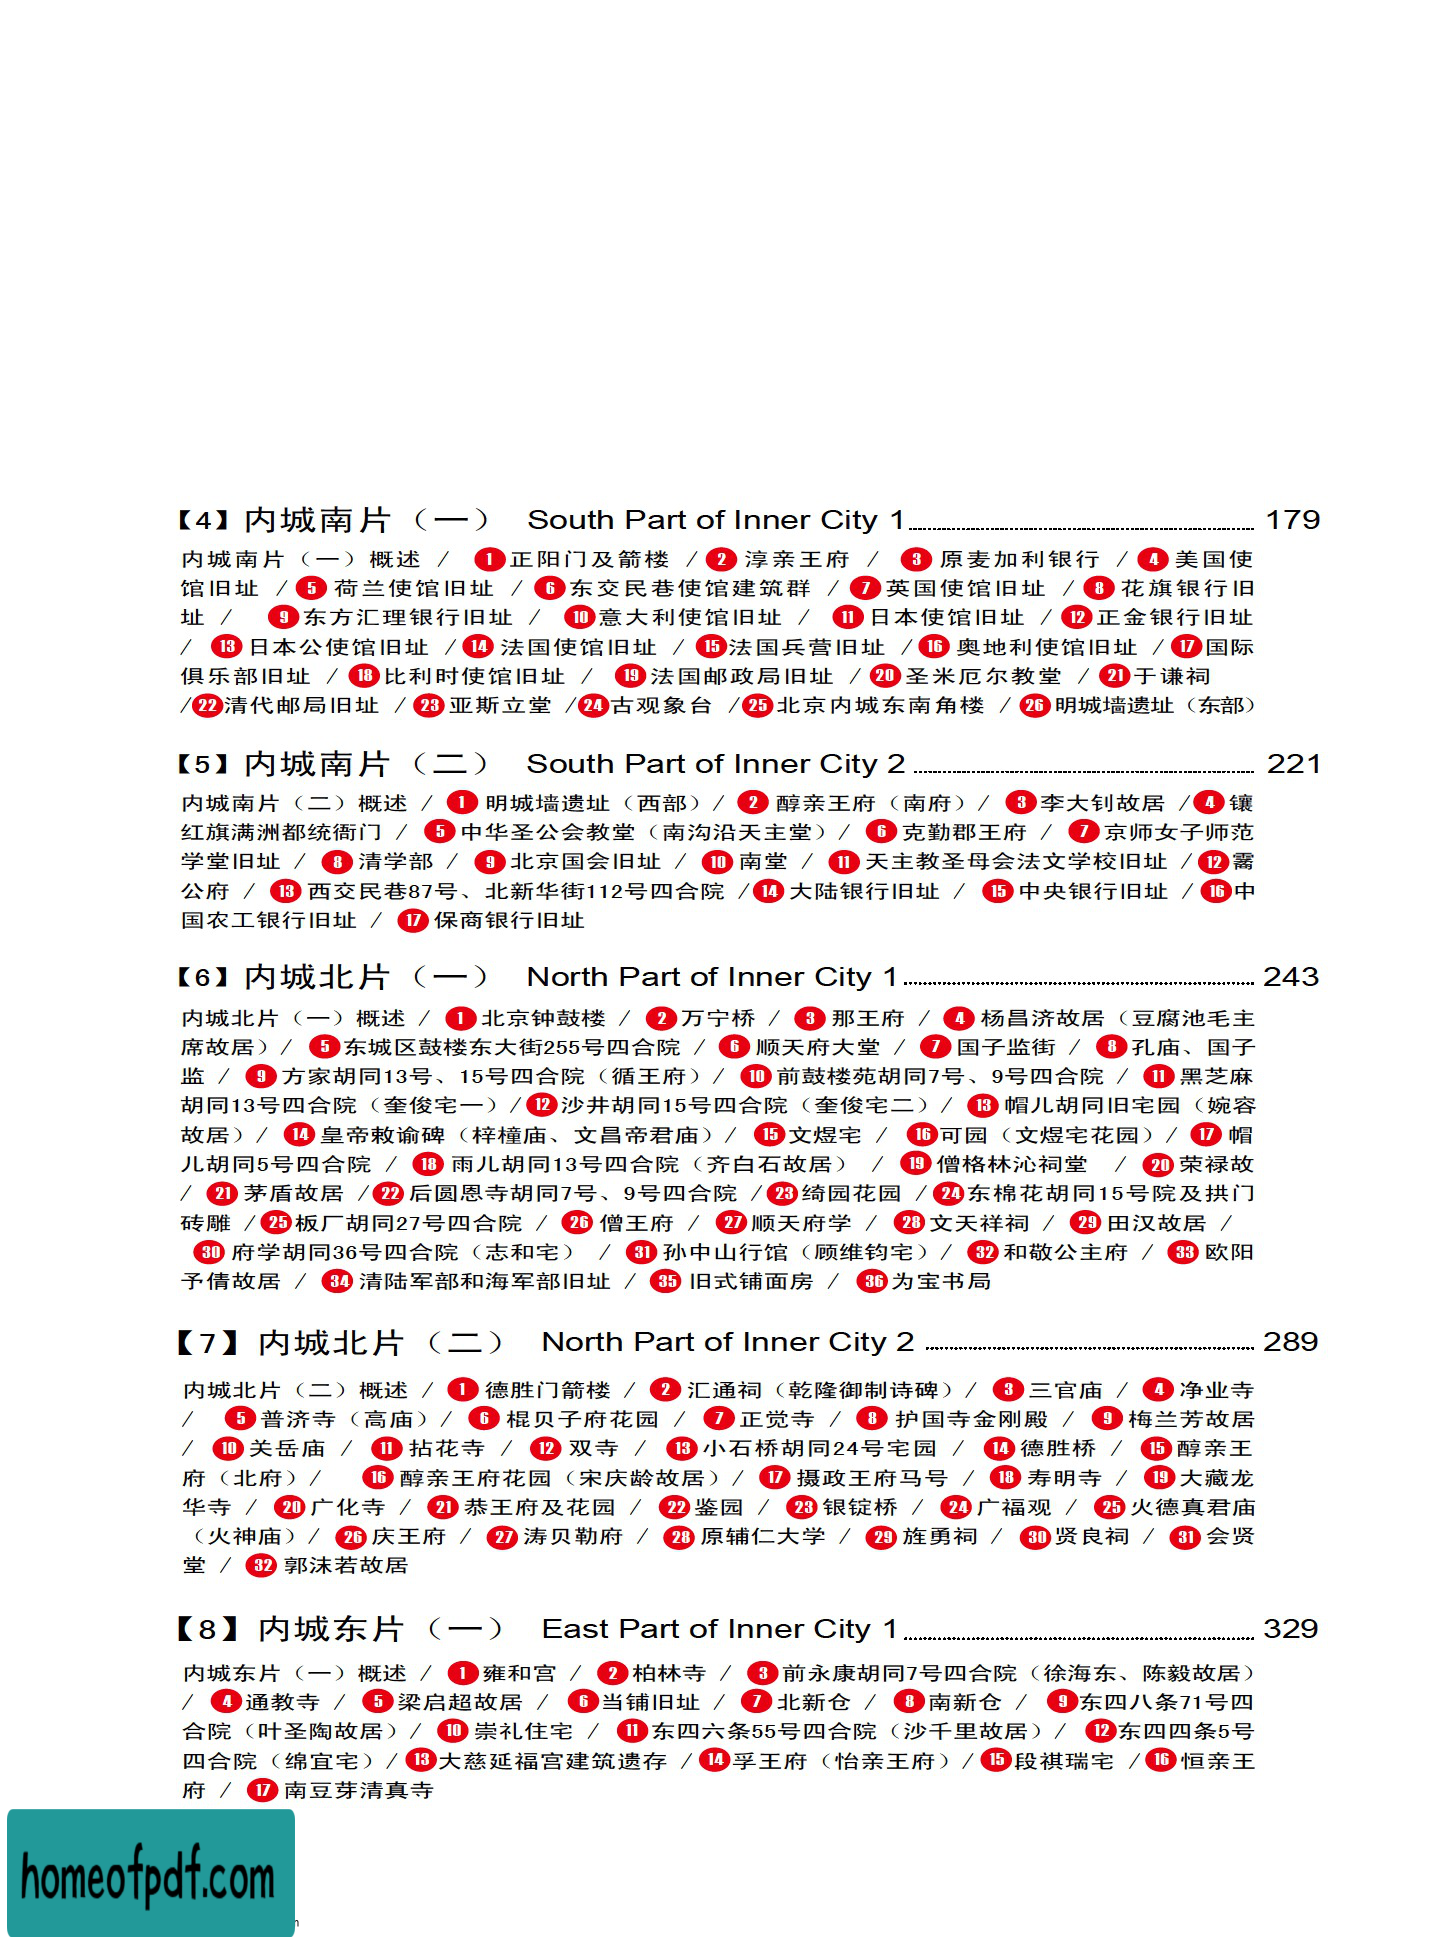 【4】内城南片（一） South Part of Inner City 1 179
内城南片（一）概述 / 1 正阳门及箭楼 / 2 淳亲王府 / 3 原麦加利银行 / 4 美国使
馆旧址 / 5 荷兰使馆旧址 / 6 东交民巷使馆建筑群 / 7 英国使馆旧址 / 8 花旗银行旧
址 / 9 东方汇理银行旧址 / 10 意大利使馆旧址 / 11 日本使馆旧址 / 12 正金银行旧址
/ 13 日本公使馆旧址 / 14 法国使馆旧址 / 15 法国兵营旧址 / 16 奥地利使馆旧址 / 17 国际
俱乐部旧址 / 18 比利时使馆旧址 / 19 法国邮政局旧址 / 20 圣米厄尔教堂 / 21 于谦祠
/ 22 清代邮局旧址 / 23 亚斯立堂 / 24 古观象台 / 25 北京内城东南角楼 / 26 明城墙遗址（东部）
【5】内城南片（二） South Part of Inner City 2 221
内城南片（二）概述 / 1 明城墙遗址（西部）/ 2 醇亲王府（南府）/ 3 李大钊故居 / 4 镶
红旗满洲都统衙门 / 5 中华圣公会教堂（南沟沿天主堂）/ 6 克勤郡王府 / 7 京师女子师范
学堂旧址 / 8 清学部 / 9 北京国会旧址 / 10 南堂 / 11 天主教圣母会法文学校旧址 / 12 霱
公府 / 13 西交民巷87号、北新华街112号四合院 / 14 大陆银行旧址 / 15 中央银行旧址 / 16 中
国农工银行旧址 / 17 保商银行旧址
【6】内城北片（一） North Part of Inner City 1 243
内城北片（一）概述 / 1 北京钟鼓楼 / 2 万宁桥 / 3 那王府 / 4 杨昌济故居（豆腐池毛主
席故居）/ 5 东城区鼓楼东大街255号四合院 / 6 顺天府大堂 / 7 国子监街 / 8 孔庙、国子
监 / 9 方家胡同13号、15号四合院（循王府）/ 10 前鼓楼苑胡同7号、9号四合院 / 11 黑芝麻
胡同13号四合院（奎俊宅一）/ 12 沙井胡同15号四合院（奎俊宅二）/ 13 帽儿胡同旧宅园（婉容
故居）/ 14 皇帝敕谕碑（梓橦庙、文昌帝君庙）/ 15 文煜宅 / 16 可园（文煜宅花园）/ 17 帽
儿胡同5号四合院 / 18 雨儿胡同13号四合院（齐白石故居） / 19 僧格林沁祠堂 / 20 荣禄故
/ 21 茅盾故居 / 22 后圆恩寺胡同7号、9号四合院 / 23 绮园花园 / 24 东棉花胡同15号院及拱门
砖雕 / 25 板厂胡同27号四合院 / 26 僧王府 / 27 顺天府学 / 28 文天祥祠 / 29 田汉故居 /
30 府学胡同36号四合院（志和宅） / 31 孙中山行馆（顾维钧宅）/ 32 和敬公主府 / 33 欧阳
予倩故居 / 34 清陆军部和海军部旧址 / 35 旧式铺面房 / 36 为宝书局
【7】内城北片（二） North Part of Inner City 2 289
内城北片（二）概述 / 1 德胜门箭楼 / 2 汇通祠（乾隆御制诗碑）/ 3 三官庙 / 4 净业寺
/ 5 普济寺（高庙）/ 6 棍贝子府花园 / 7 正觉寺 / 8 护国寺金刚殿 / 9 梅兰芳故居
/ 10 关岳庙 / 11 拈花寺 / 12 双寺 / 13 小石桥胡同24号宅园 / 14 德胜桥 / 15 醇亲王
府（北府）/ 16 醇亲王府花园（宋庆龄故居）/ 17 摄政王府马号 / 18 寿明寺 / 19 大藏龙
华寺 / 20 广化寺 / 21 恭王府及花园 / 22 鉴园 / 23 银锭桥 / 24 广福观 / 25 火德真君庙
（火神庙）/ 26 庆王府 / 27 涛贝勒府 / 28 原辅仁大学 / 29 旌勇祠 / 30 贤良祠 / 31 会贤
堂 / 32 郭沫若故居
【8】内城东片（一） East Part of Inner City 1 329
内城东片（一）概述 / 1 雍和宫 / 2 柏林寺 / 3 前永康胡同7号四合院（徐海东、陈毅故居）
/ 4 通教寺 / 5 梁启超故居 / 6 当铺旧址 / 7 北新仓 / 8 南新仓 / 9 东四八条71号四
合院（叶圣陶故居）/ 10 崇礼住宅 / 11 东四六条55号四合院（沙千里故居）/ 12 东四四条5号
四合院（绵宜宅）/ 13 大慈延福宫建筑遗存 / 14 孚王府（怡亲王府）/ 15 段祺瑞宅 / 16 恒亲王
府 / 17 南豆芽清真寺
homeofpdf.com